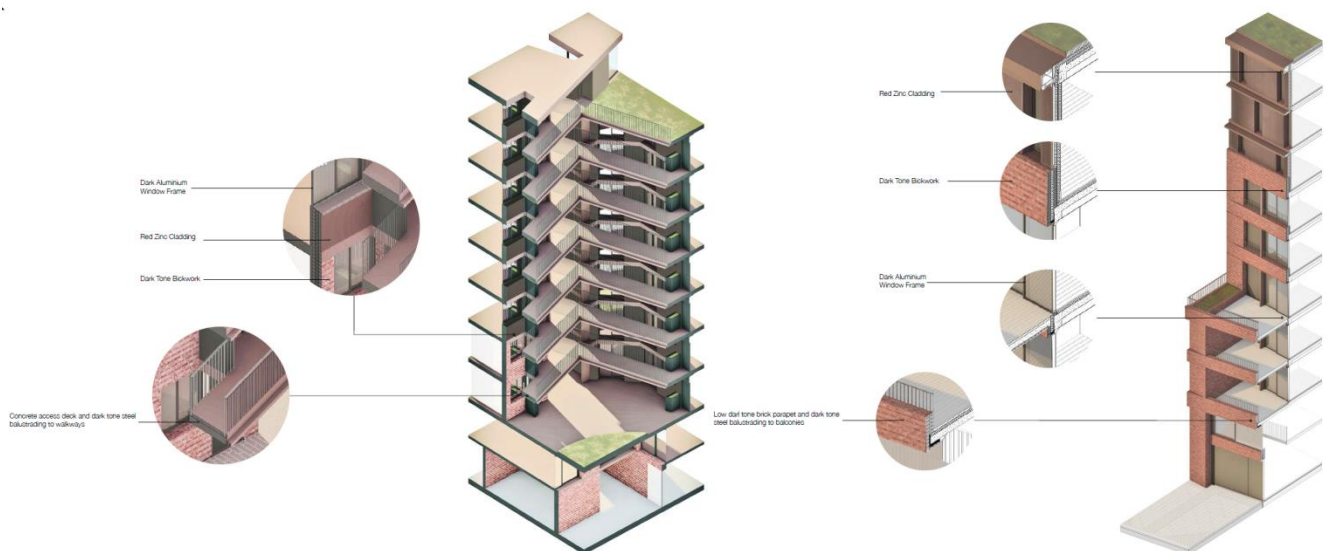 Dark Aluminium
Window Frame
Red Zinc Cladding
Dark Tone Bickwork
Concrete access deck and dark tone steel
balustrading to walkways
Red Zinc Cladding
Dark Tone Bickwork
Dark Aluminium
Window Frame
Low darl tone brick parapet and dark tone
steel balustrading to balconies